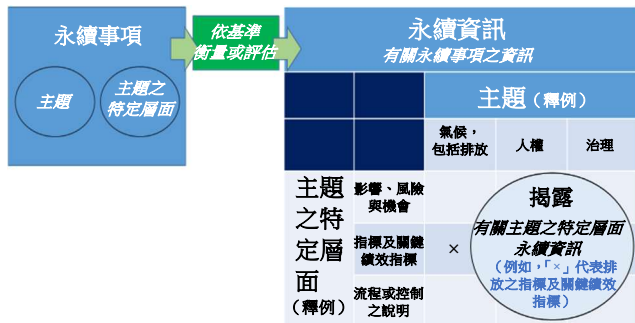 永續事項
主題
主題之
特定層面
依基準
衡量或評估
永續資訊
有關永續事項之資訊
主題（釋例）
氣候，
包括排放
人權
治理
主題
之特
定層
面
（釋例）
影響、風險
與機會
指標及關鍵
績效指標
×
流程或控制
之說明
揭露
有關主題之特定層面
永續資訊
（例如，「×」代表排
放之指標及關鍵績效
指標）